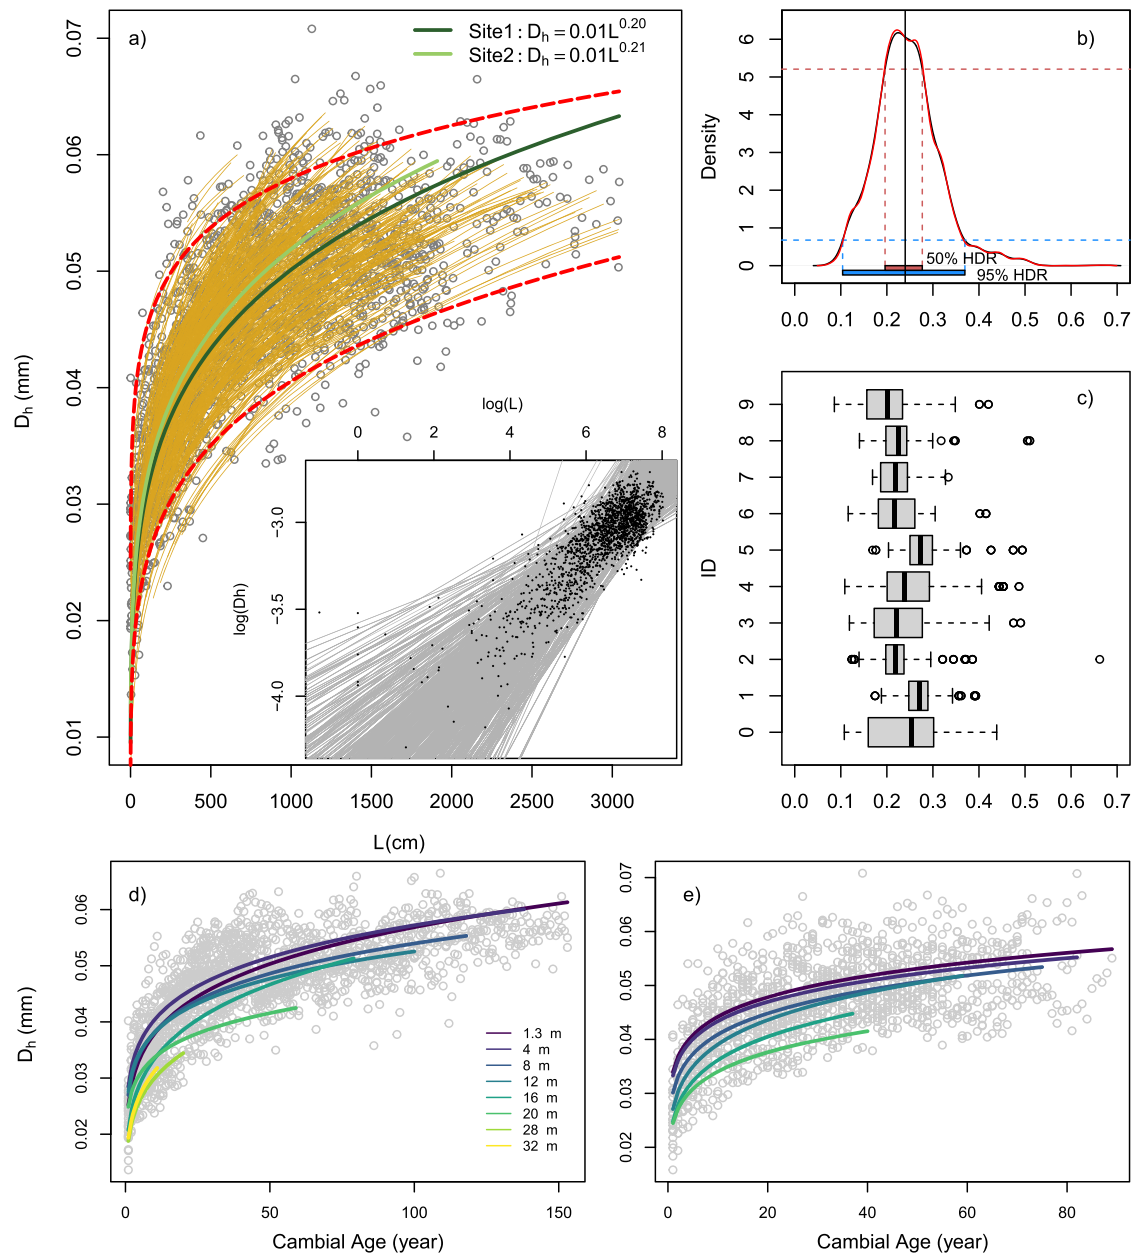 a)
Site1 : Dh = 0.01L^0.20
Site2 : Dh = 0.01L^0.21
0.07
0.06
0.05
0.04
0.03
0.02
0.01
Dh (mm)
0 500 1000 1500 2000 2500 3000
L(cm)
log(L)
0 2 4 6 8
−3.0
−3.5
−4.0
log(Dh)
b)
6
5
4
3
2
1
0
Density
50% HDR
95% HDR
0.0 0.1 0.2 0.3 0.4 0.5 0.6 0.7
c)
9
8
7
6
5
4
3
2
1
0
ID
0.0 0.1 0.2 0.3 0.4 0.5 0.6 0.7
d)
0.06
0.05
0.04
0.03
0.02
Dh (mm)
1.3 m
4 m
8 m
12 m
16 m
20 m
28 m
32 m
0 50 100 150
Cambial Age (year)
e)
0.07
0.06
0.05
0.04
0.03
0.02
0 20 40 60 80
Cambial Age (year)